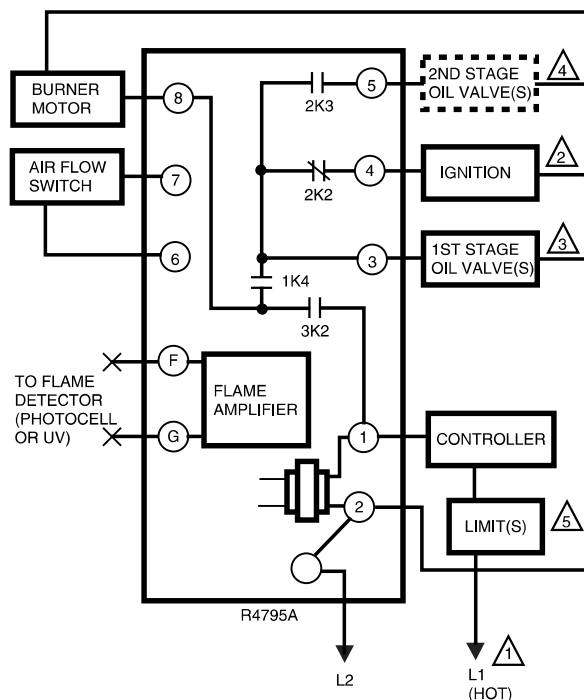 BURNER
MOTOR
8
5
2K3
2ND STAGE
OIL VALVE(S)
4
AIR FLOW
SWITCH
7
2K2
4
IGNITION
2
6
3
1ST STAGE
OIL VALVE(S)
3
1K4
3K2
F
TO FLAME
DETECTOR
(PHOTOCELL
OR UV)
FLAME
AMPLIFIER
G
1
CONTROLLER
2
LIMIT(S)
5
R4795A
L2
L1
(HOT)
1